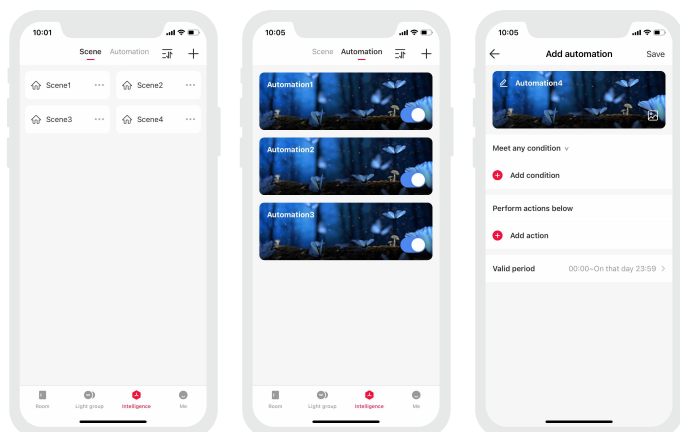 10:01
Scene Automation
Scene1 ... Scene2 ...
Scene3 ... Scene4 ...
Room Light group Intelligence Me
10:05
Scene Automation
Automation1
Automation2
Automation3
Room Light group Intelligence Me
10:05
Add automation Save
Automation4
Meet any condition
Add condition
Perform actions below
Add action
Valid period 00:00~On that day 23:59